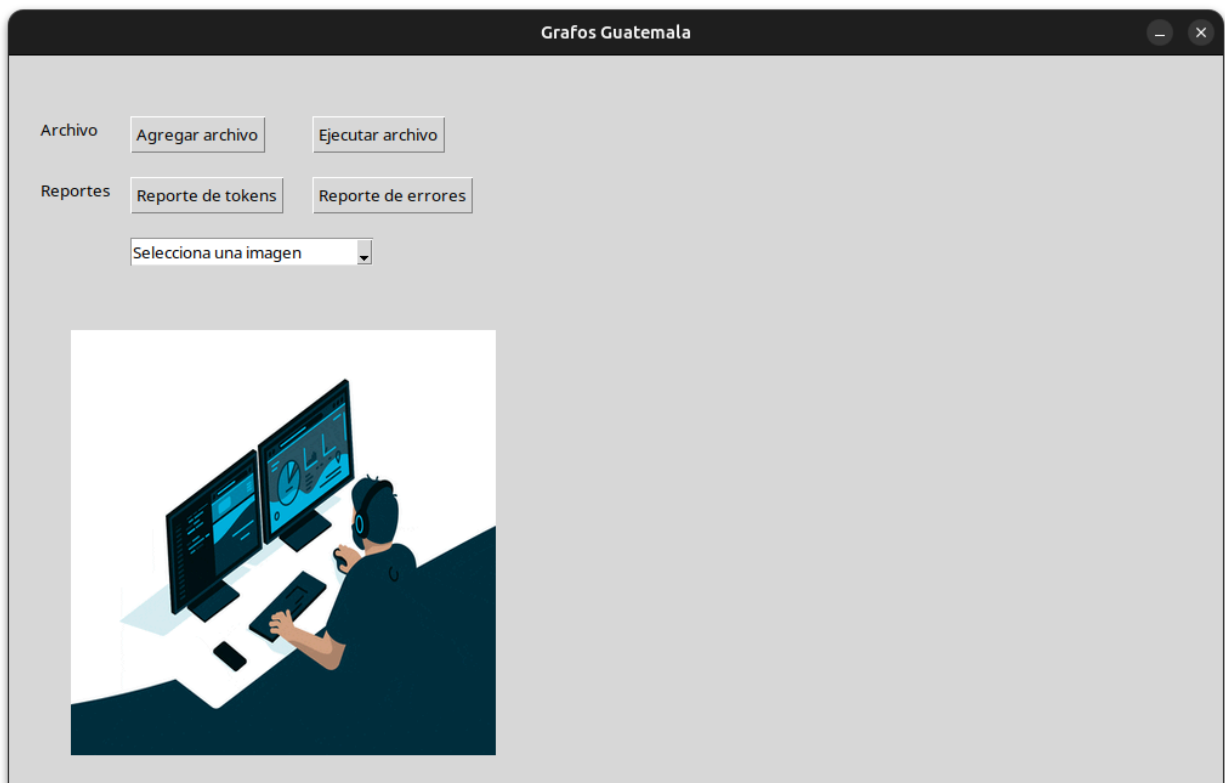 Grafos Guatemala
Archivo Agregar archivo Ejecutar archivo
Reportes Reporte de tokens Reporte de errores
Selecciona una imagen